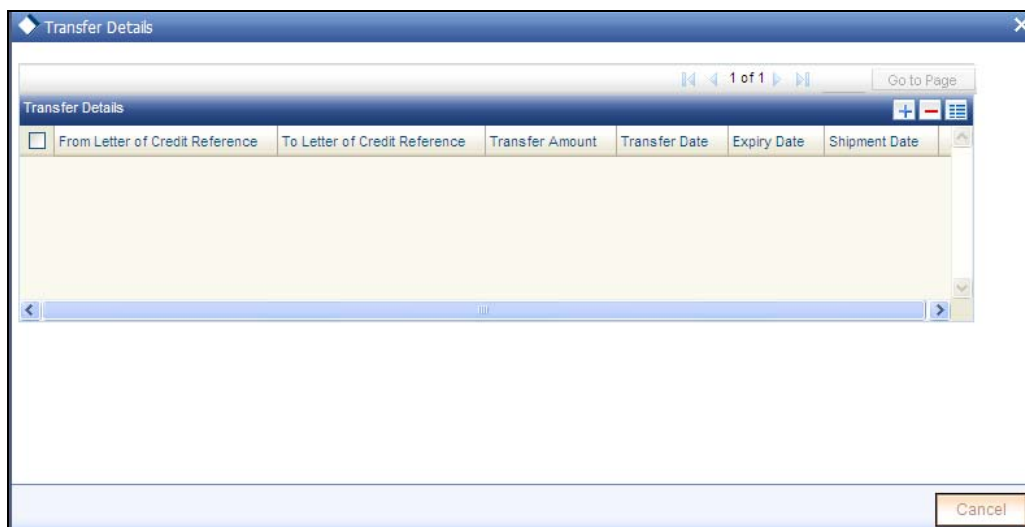 Transfer Details
1 of 1 Go to Page
Transfer Details
From Letter of Credit Reference To Letter of Credit Reference Transfer Amount Transfer Date Expiry Date Shipment Date
Cancel